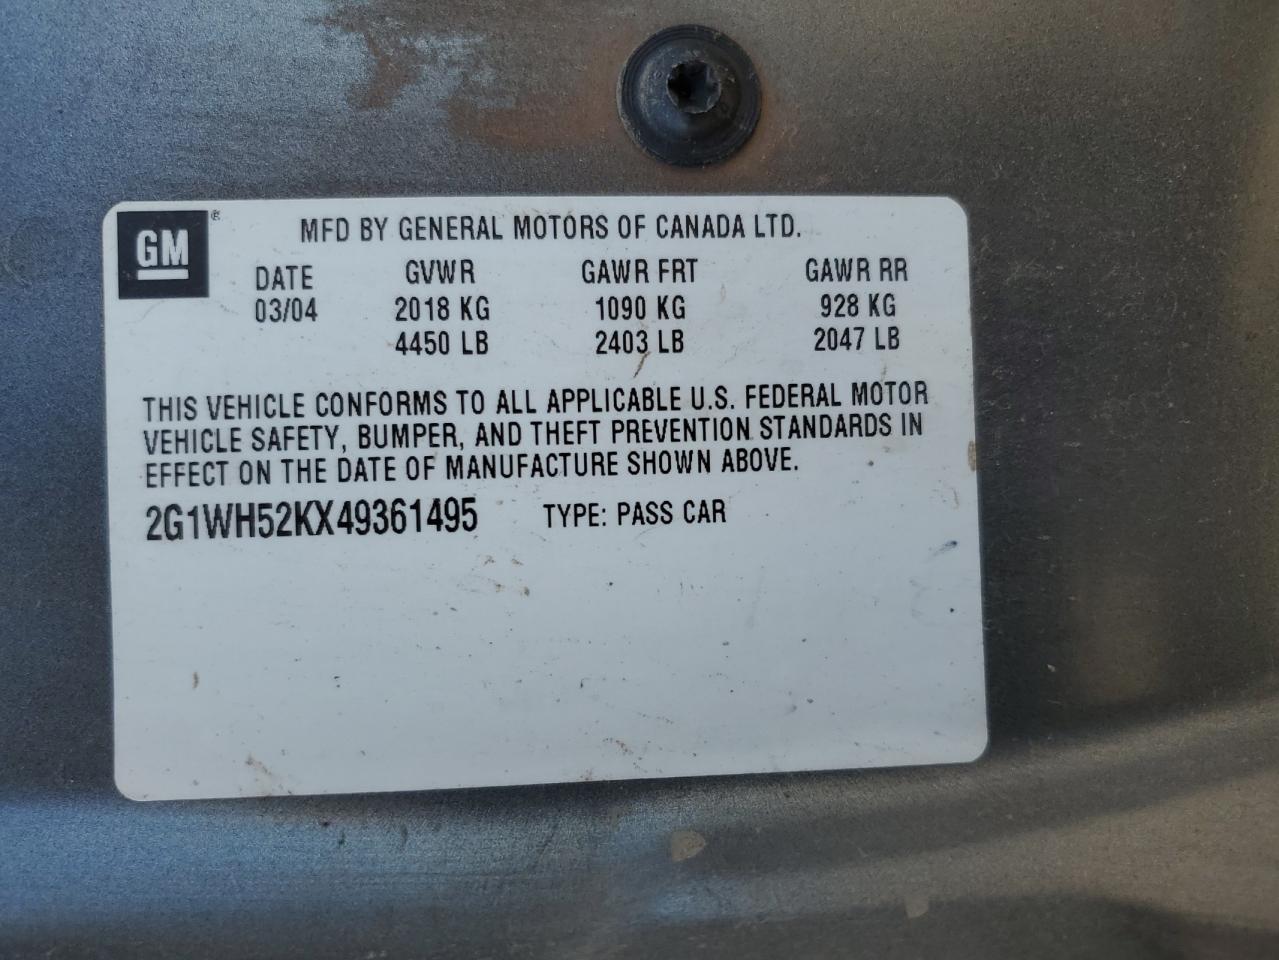 GM®
MFD BY GENERAL MOTORS OF CANADA LTD.
DATE GVWR GAWR FRT GAWR RR
03/04 2018 KG 1090 KG 928 KG
4450 LB 2403 LB 2047 LB
THIS VEHICLE CONFORMS TO ALL APPLICABLE U.S. FEDERAL MOTOR
VEHICLE SAFETY, BUMPER, AND THEFT PREVENTION STANDARDS IN
EFFECT ON THE DATE OF MANUFACTURE SHOWN ABOVE.
2G1WH52KX49361495 TYPE: PASS CAR